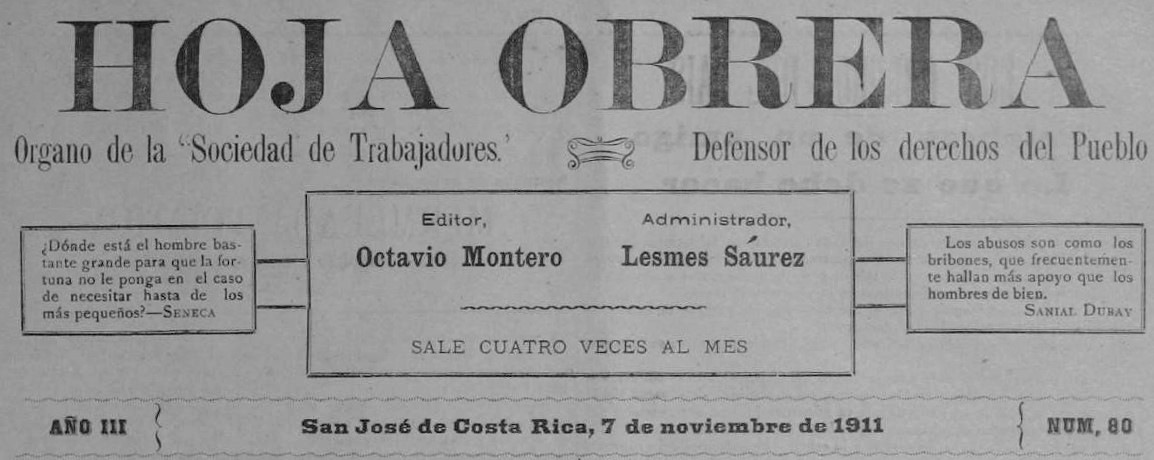 HOJA OBRERA
Organo de la "Sociedad de Trabajadores.'
Defensor de los derechos del Pueblo
¿Dónde está el hombre bas-
tante grande para que la for-
tuna no le ponga en el caso
de necesitar hasta de los
más pequeños?—SENECA
Editor,
Octavio Montero
Administrador,
Lesmes Sáurez
SALE CUATRO VECES AL MES
Los abusos son como los
bribones, que frecuentemen-
te hallan más apoyo que los
hombres de bien.
SANIAL DUBAY
AÑO III
San José de Costa Rica, 7 de noviembre de 1911
NUM, 80